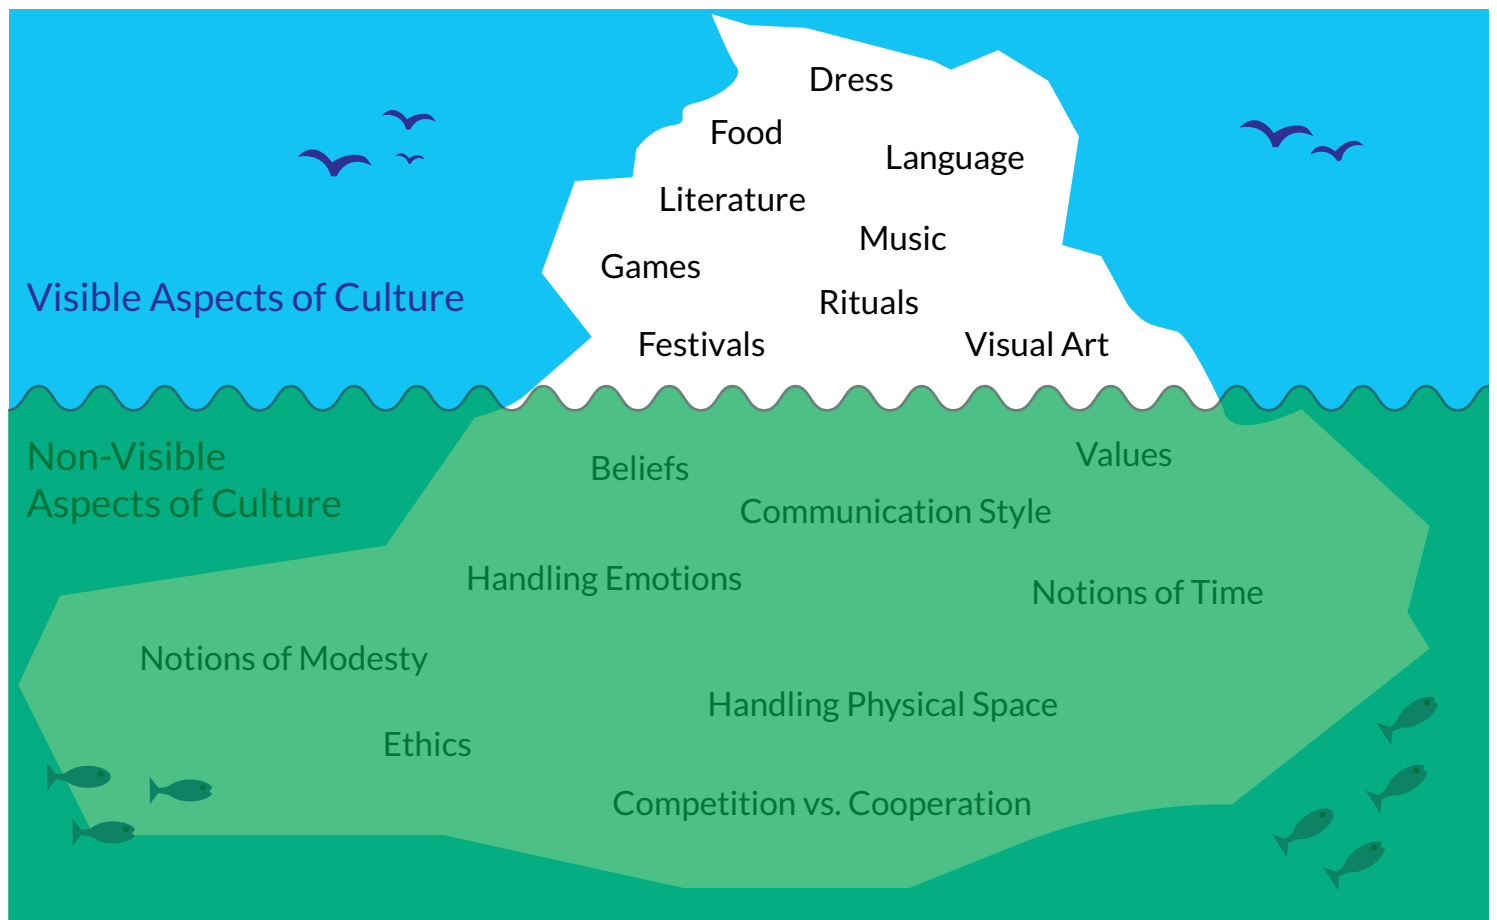 Dress
Food
Language
Literature
Music
Games
Visible Aspects of Culture
Rituals
Festivals
Visual Art
Non-Visible
Aspects of Culture
Beliefs
Values
Communication Style
Handling Emotions
Notions of Time
Notions of Modesty
Handling Physical Space
Ethics
Competition vs. Cooperation